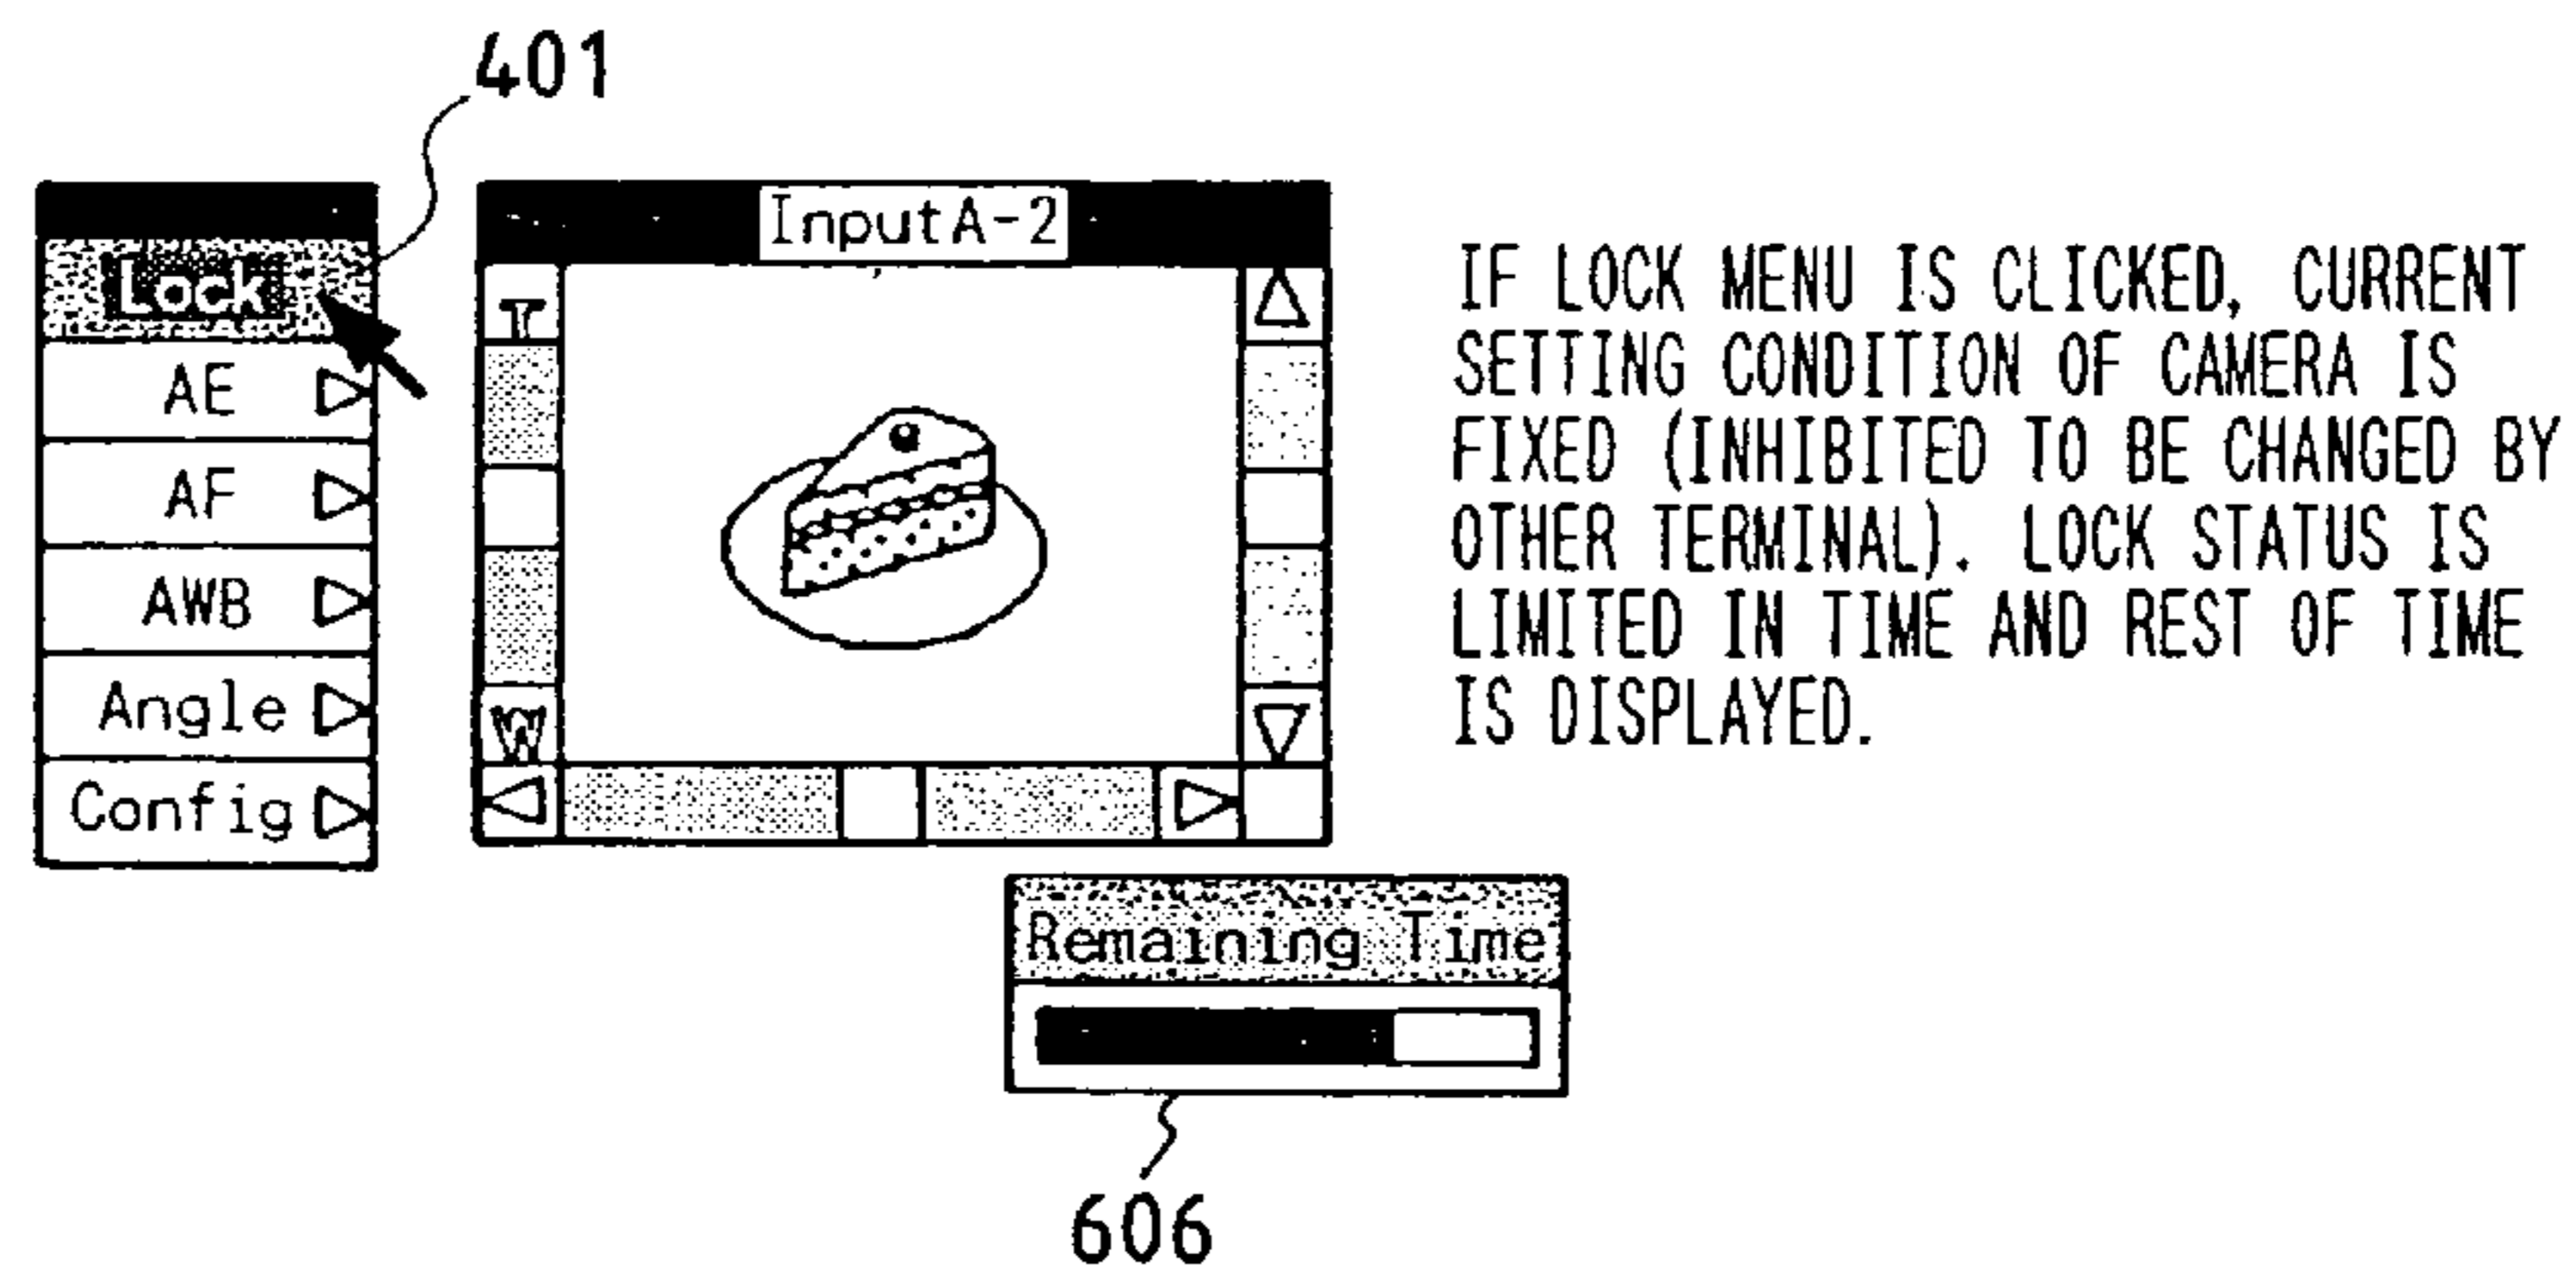 401
Lock
AE
AF
AWB
Angle
Config
InputA-2
T
W
IF LOCK MENU IS CLICKED, CURRENT
SETTING CONDITION OF CAMERA IS
FIXED (INHIBITED TO BE CHANGED BY
OTHER TERMINAL). LOCK STATUS IS
LIMITED IN TIME AND REST OF TIME
IS DISPLAYED.
Remaining Time
606